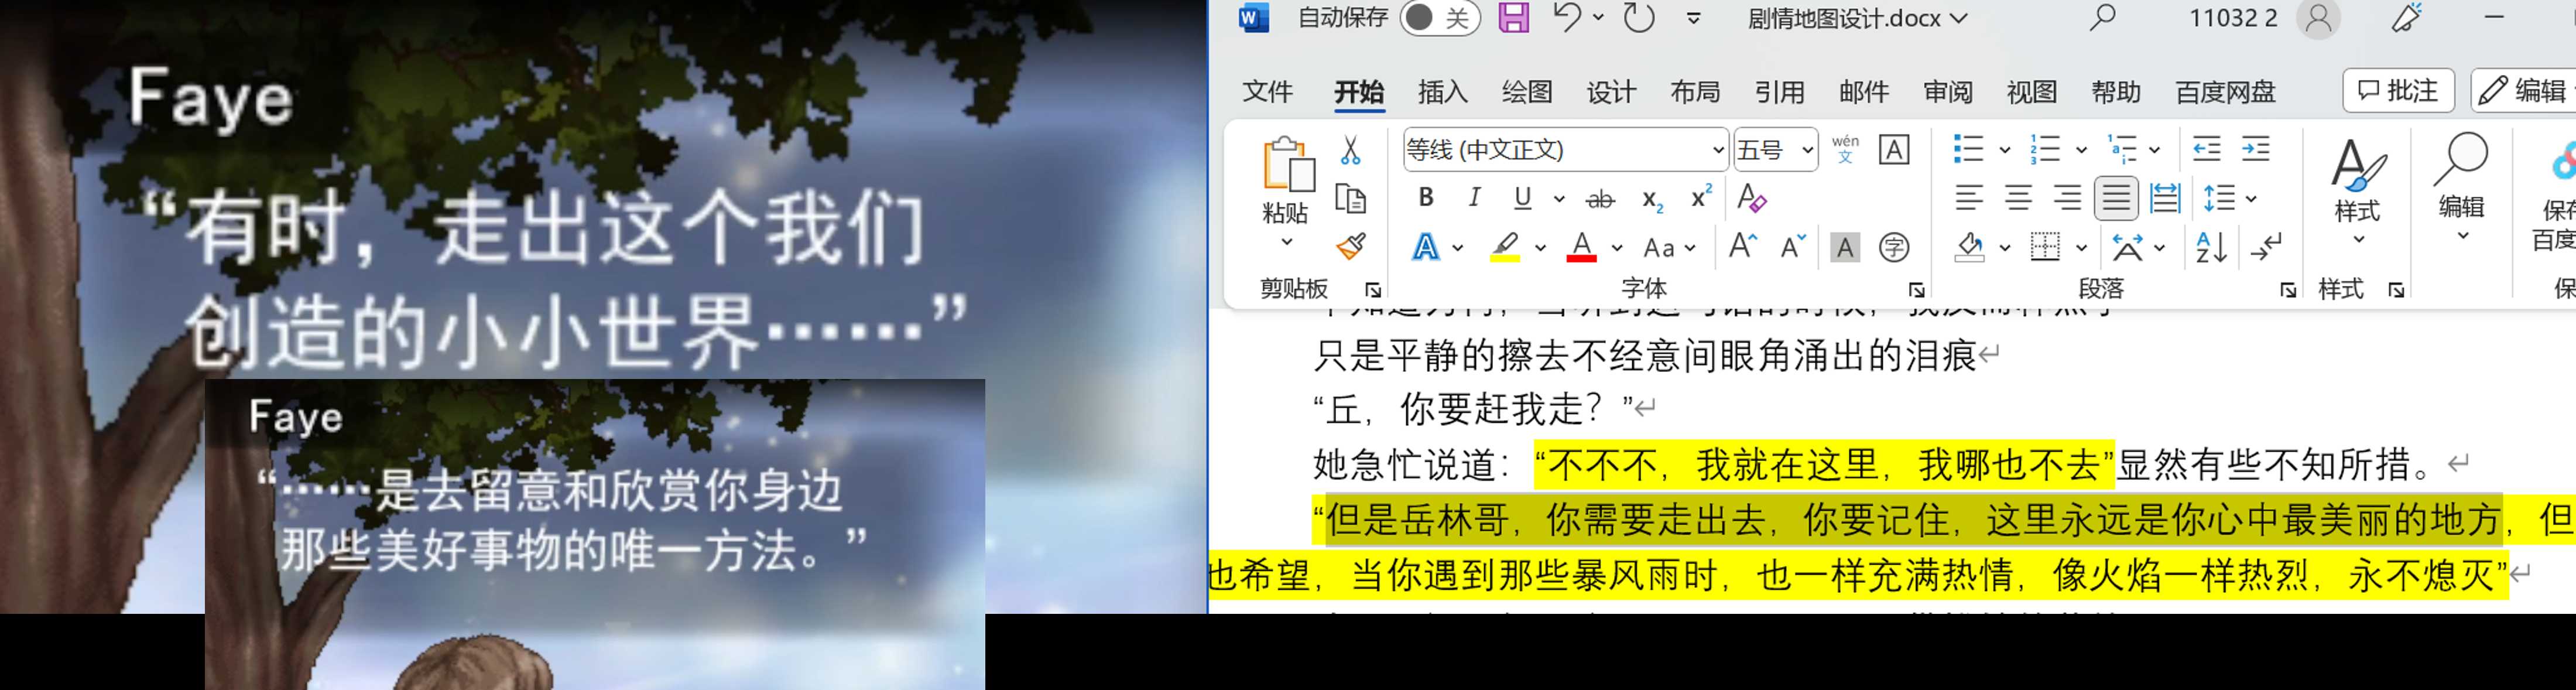 Faye
“有时，走出这个我们
创造的小小世界……”
Faye
“……是去留意和欣赏你身边
那些美好事物的唯一方法。”
自动保存 关 剧情地图设计.docx 11032 2
文件 开始 插入 绘图 设计 布局 引用 邮件 审阅 视图 帮助 百度网盘 批注 编辑
等线 (中文正文) 五号
粘贴 样式 编辑
剪贴板 字体 段落 样式
只是平静的擦去不经意间眼角涌出的泪痕
“丘，你要赶我走？”
她急忙说道：“不不不，我就在这里，我哪也不去”显然有些不知所措。
“但是岳林哥，你需要走出去，你要记住，这里永远是你心中最美丽的地方，但
也希望，当你遇到那些暴风雨时，也一样充满热情，像火焰一样热烈，永不熄灭”